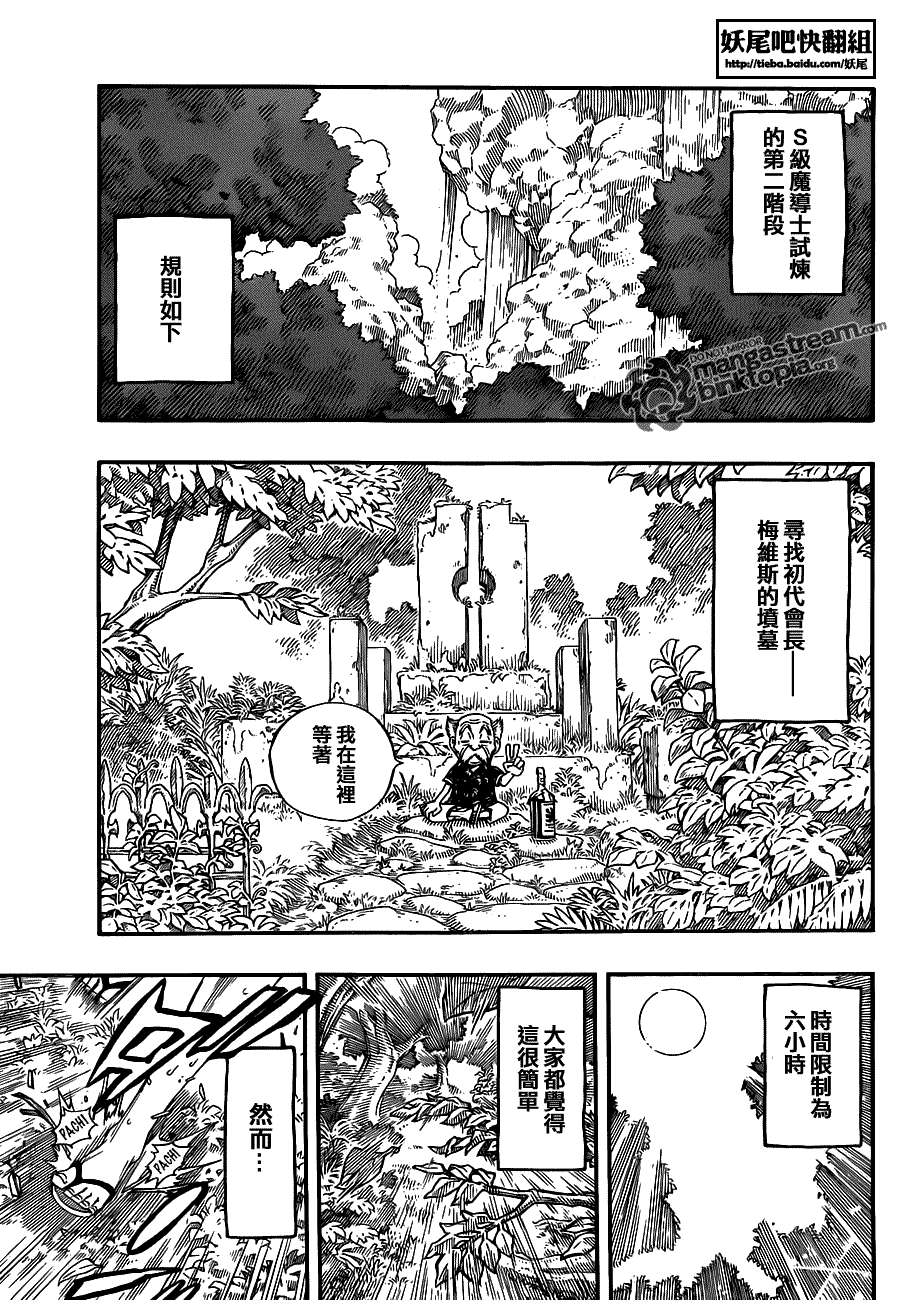 妖尾吧快翻組
http://tieba.baidu.com/妖尾
S級魔導士試煉
的第二階段
規則如下
DO NOT MIRROR
mangastream.com
binktopia.org
尋找初代會長——
梅維斯的墳墓
我在這裡
等著
時間限制為
六小時
大家都覺得
這很簡單
然而…
PACHI
PACHI